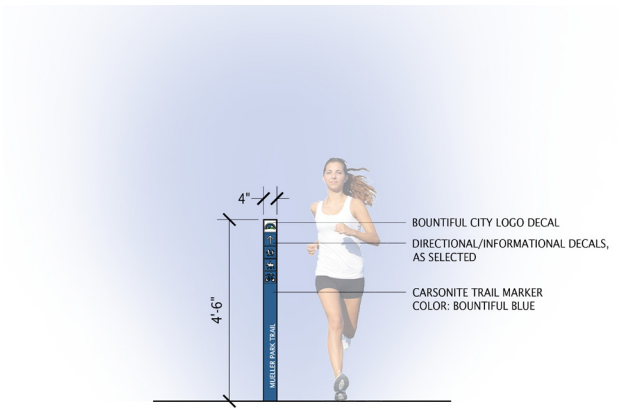 4"
BOUNTIFUL CITY LOGO DECAL
DIRECTIONAL/INFORMATIONAL DECALS,
AS SELECTED
CARSONITE TRAIL MARKER
COLOR: BOUNTIFUL BLUE
4'-6"
MUELLER PARK TRAIL